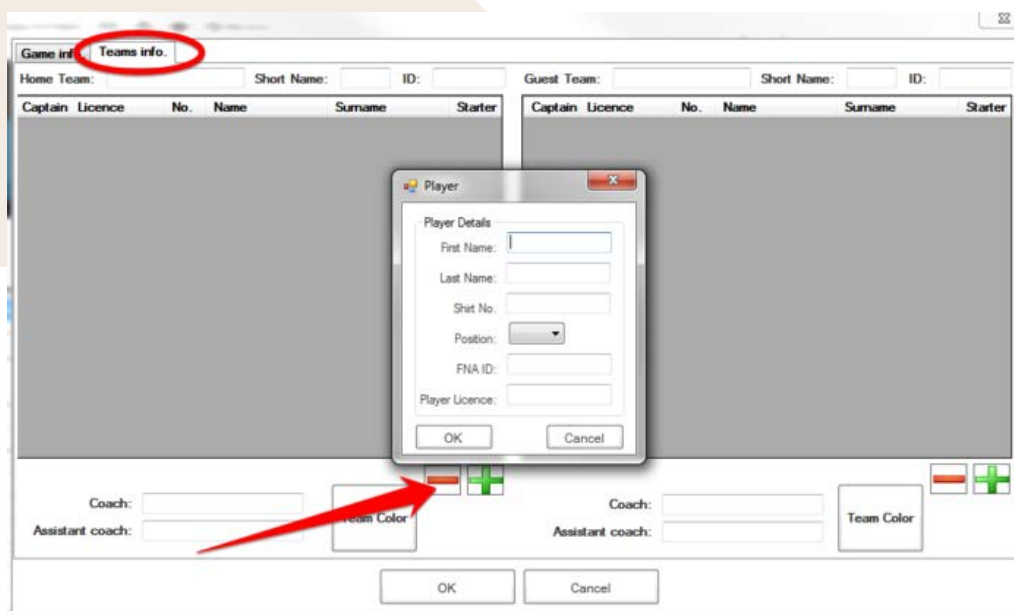 Game inf
Teams info.
Home Team: Short Name: ID: Guest Team: Short Name: ID:
Captain Licence No. Name Surname Starter Captain Licence No. Name Surname Starter
Player
Player Details
First Name:
Last Name:
Shirt No.
Position:
FNA ID:
Player Licence:
OK Cancel
Coach: Coach:
Team Color Team Color
Assistant coach: Assistant coach:
OK Cancel